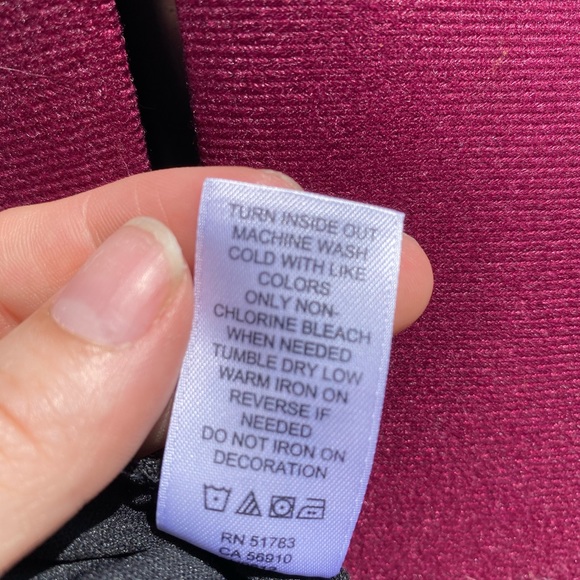 TURN INSIDE OUT
MACHINE WASH
COLD WITH LIKE
COLORS
ONLY NON-
CHLORINE BLEACH
WHEN NEEDED
TUMBLE DRY LOW
WARM IRON ON
REVERSE IF
NEEDED
DO NOT IRON ON
DECORATION
RN 51783
CA 56910